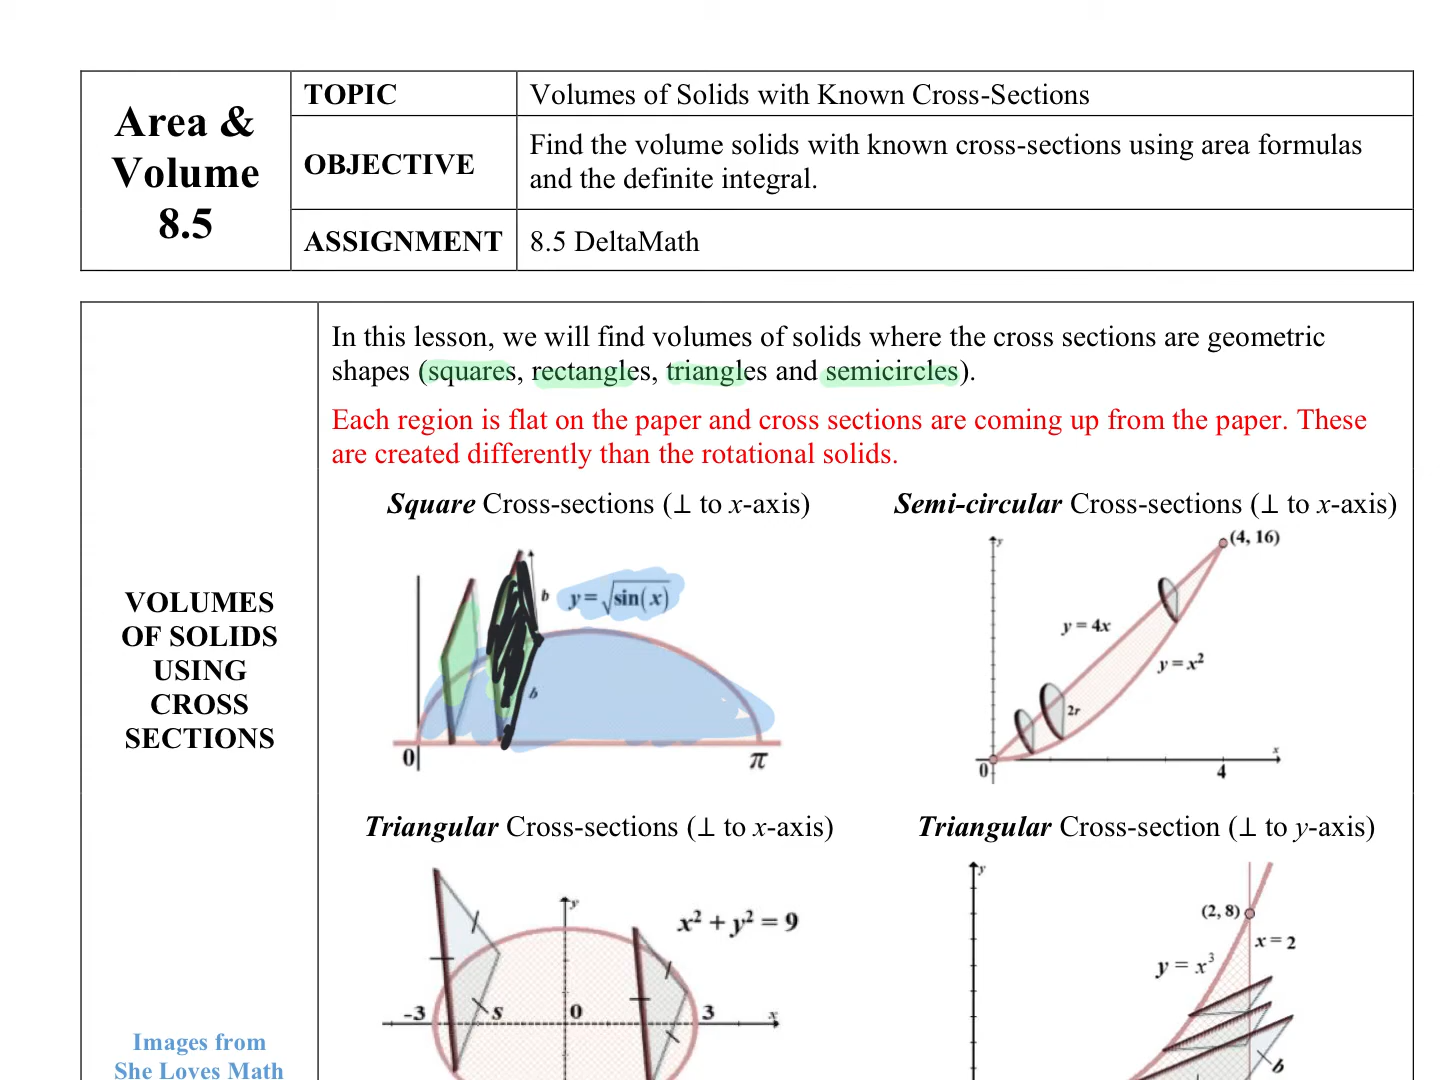 Area &
Volume
8.5
TOPIC
Volumes of Solids with Known Cross-Sections
OBJECTIVE
Find the volume solids with known cross-sections using area formulas
and the definite integral.
ASSIGNMENT
8.5 DeltaMath
VOLUMES
OF SOLIDS
USING
CROSS
SECTIONS
Images from
She Loves Math
In this lesson, we will find volumes of solids where the cross sections are geometric
shapes (squares, rectangles, triangles and semicircles).
Each region is flat on the paper and cross sections are coming up from the paper. These
are created differently than the rotational solids.
Square Cross-sections (⊥ to x-axis)
b
y = √sin(x)
b
0
π
Semi-circular Cross-sections (⊥ to x-axis)
y
(4, 16)
y = 4x
y = x²
2r
x
0
4
Triangular Cross-sections (⊥ to x-axis)
y
x² + y² = 9
-3
s
0
3
x
Triangular Cross-section (⊥ to y-axis)
y
(2, 8)
x = 2
y = x³
b